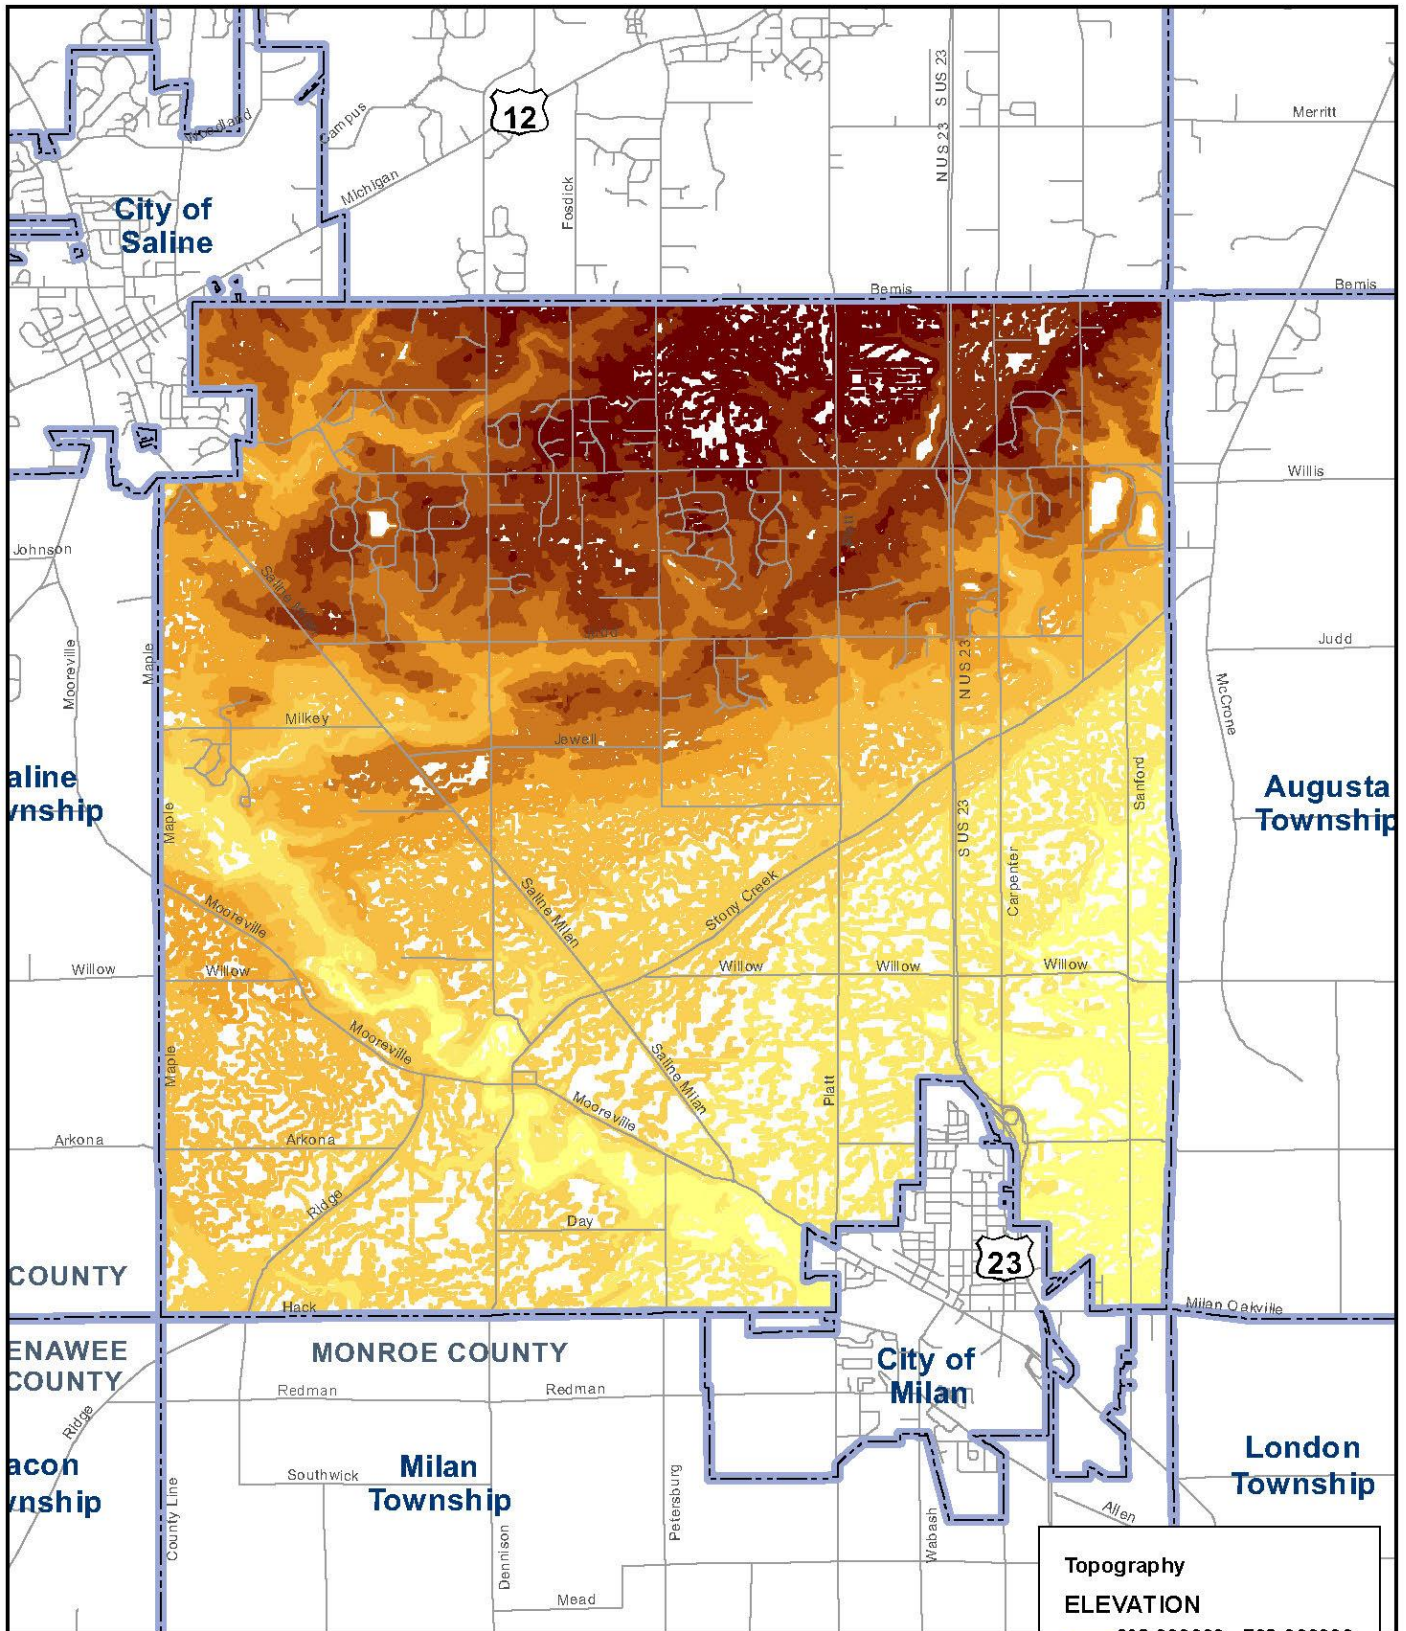 N US 23 S US 23
12
Merritt
Woodland
Campus
Michigan
Fosdick
City of
Saline
Bemis
Bemis
Willis
Johnson
Saline Milan
Judd
Judd
Mooreville
Maple
N US 23
McCrone
Milkey
Jewell
aline
wnship
Maple
S US 23
Sanford
Augusta
Township
Carpenter
Mooreville
Saline Milan
Stony Creek
Willow
Willow
Willow
Willow
Willow
Mooreville
Saline Milan
Maple
Platt
Mooreville
Arkona
Arkona
Ridge
Day
23
COUNTY
Hack
Milan Oakville
ENAWEE
COUNTY
MONROE COUNTY
City of
Milan
Redman
Redman
Ridge
acon
wnship
Southwick
Milan
Township
London
Township
County Line
Dennison
Petersburg
Wabash
Allen
Mead
Topography
ELEVATION